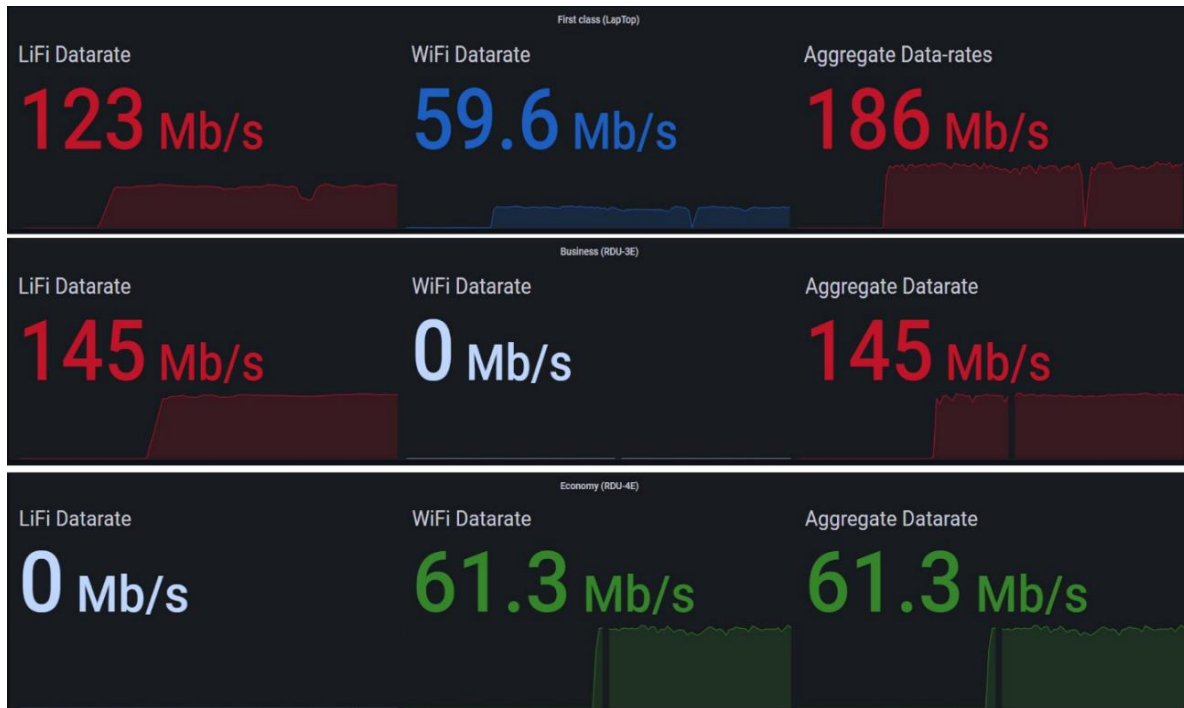 First class (LapTop)
LiFi Datarate
WiFi Datarate
Aggregate Data-rates
123 Mb/s
59.6 Mb/s
186 Mb/s
Business (RDU-3E)
LiFi Datarate
WiFi Datarate
Aggregate Datarate
145 Mb/s
0 Mb/s
145 Mb/s
Economy (RDU-4E)
LiFi Datarate
WiFi Datarate
Aggregate Datarate
0 Mb/s
61.3 Mb/s
61.3 Mb/s